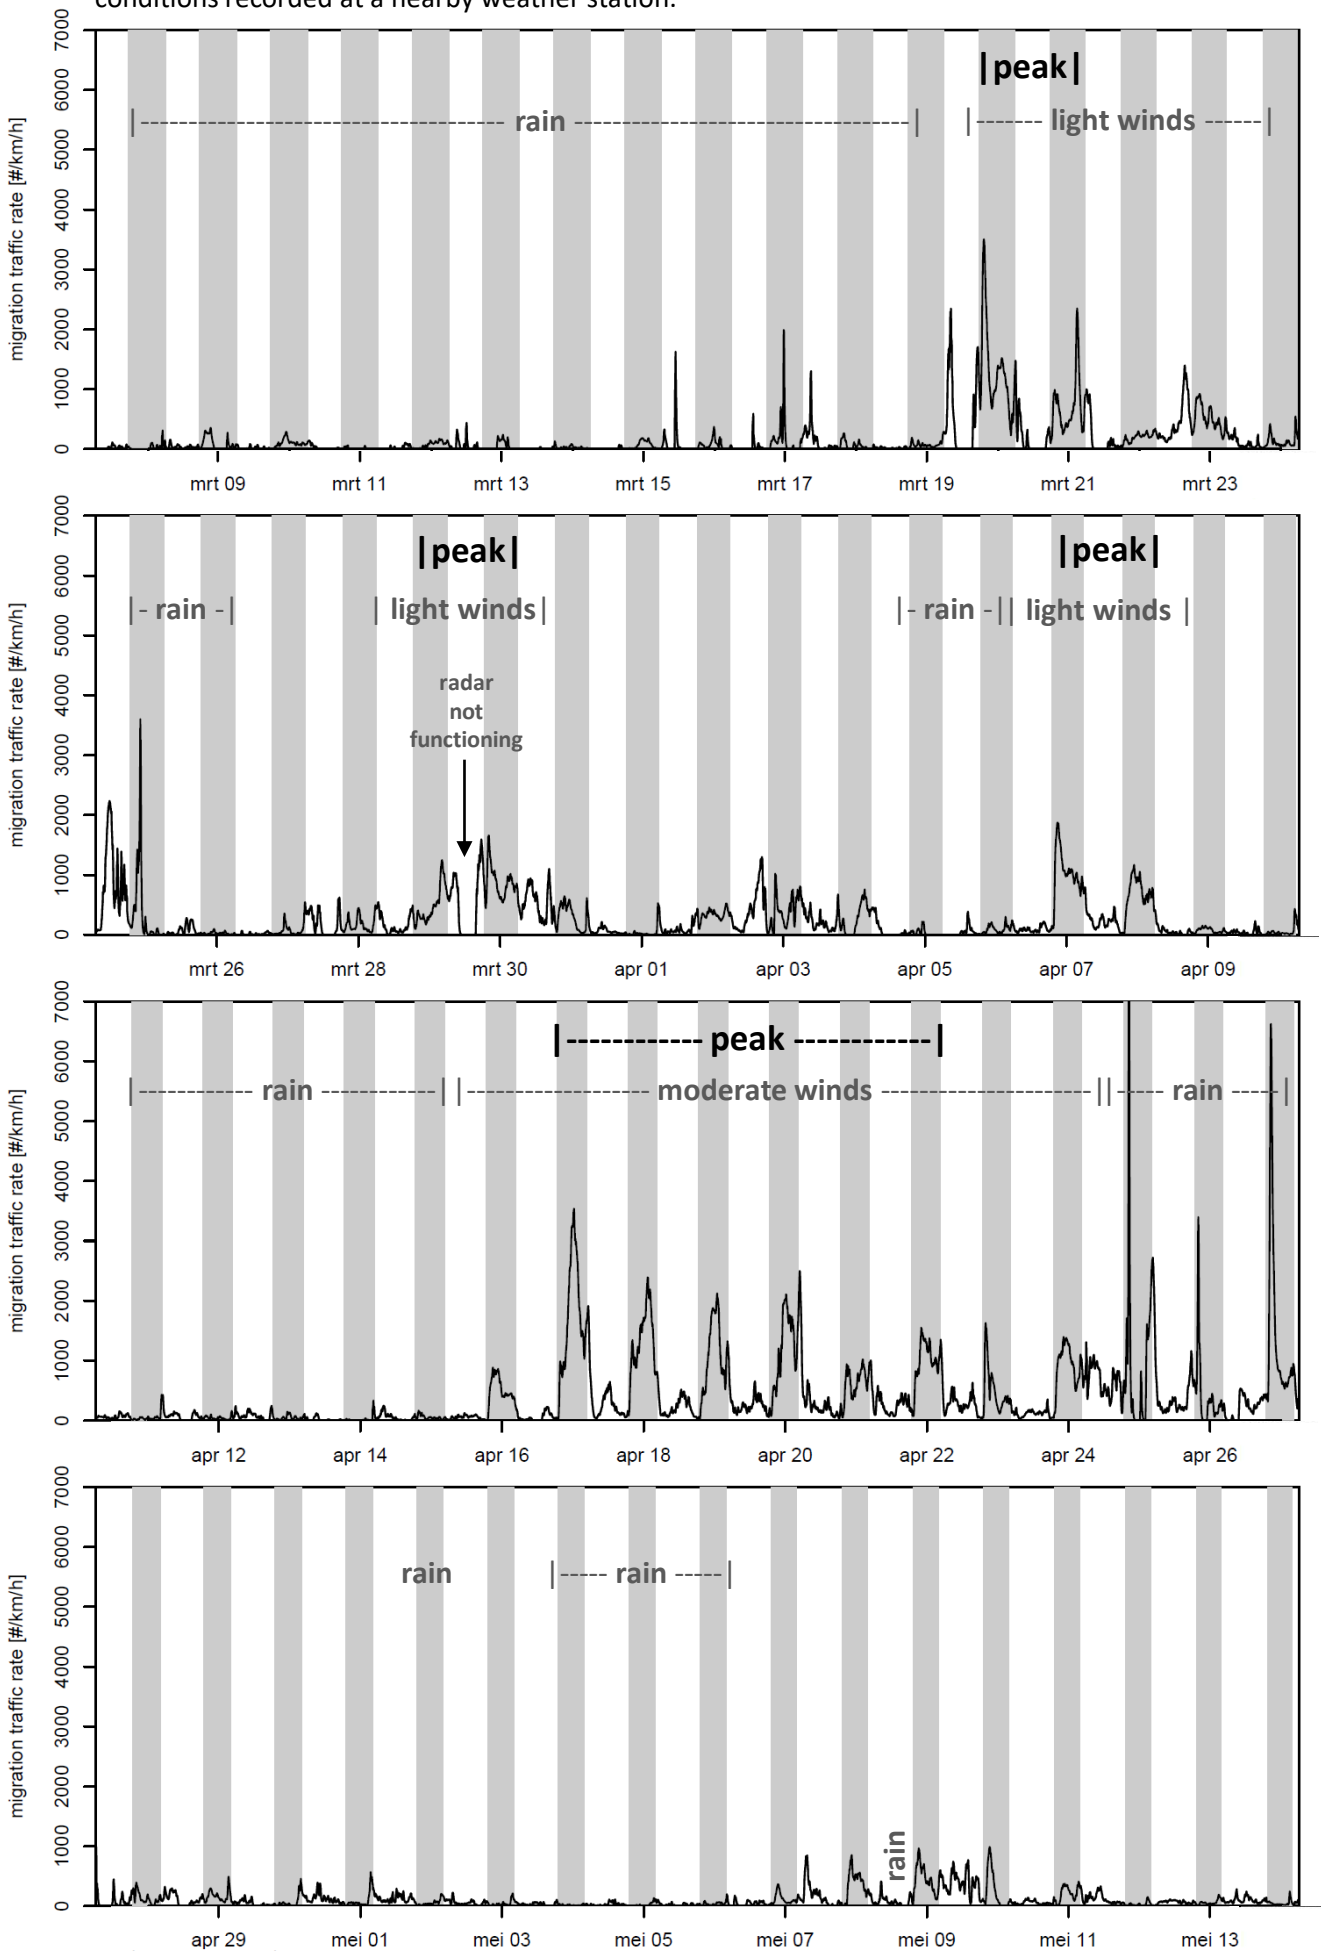 conditions recorded at a nearby weather station.
7000
6000
5000
4000
3000
2000
1000
0
migration traffic rate [#/km/h]
|peak|
|------- rain -------|
|------ light winds ------|
mrt 09 mrt 11 mrt 13 mrt 15 mrt 17 mrt 19 mrt 21 mrt 23
7000
6000
5000
4000
3000
2000
1000
0
migration traffic rate [#/km/h]
|peak| |peak|
|- rain -| |light winds| |- rain -|| light winds |
radar
not
functioning
mrt 26 mrt 28 mrt 30 apr 01 apr 03 apr 05 apr 07 apr 09
7000
6000
5000
4000
3000
2000
1000
0
migration traffic rate [#/km/h]
|----------- peak -----------|
|----------- rain -----------||------- moderate winds -------||----- rain -----|
apr 12 apr 14 apr 16 apr 18 apr 20 apr 22 apr 24 apr 26
7000
6000
5000
4000
3000
2000
1000
0
migration traffic rate [#/km/h]
rain |----- rain -----|
rain
apr 29 mei 01 mei 03 mei 05 mei 07 mei 09 mei 11 mei 13